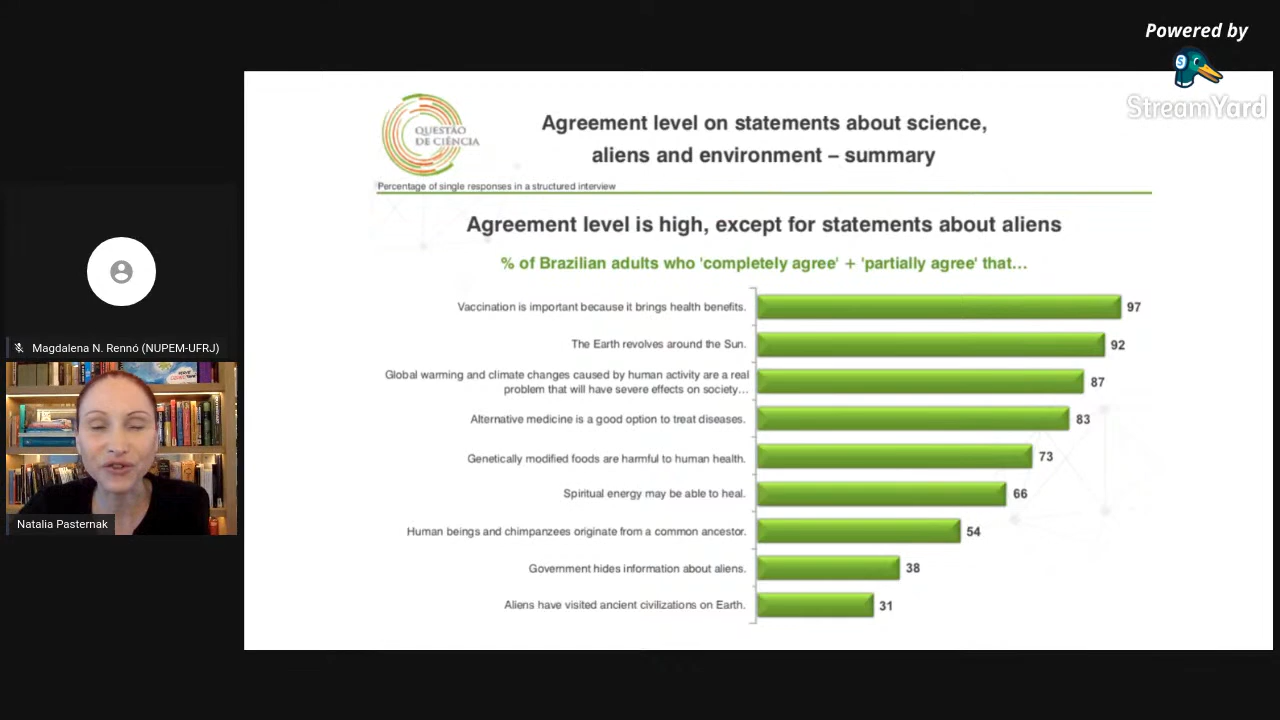 Powered by
StreamYard
QUESTÃO
DE CIÊNCIA
Agreement level on statements about science,
aliens and environment – summary
Percentage of single responses in a structured interview
Agreement level is high, except for statements about aliens
% of Brazilian adults who 'completely agree' + 'partially agree' that...
Vaccination is important because it brings health benefits. 97
The Earth revolves around the Sun. 92
Global warming and climate changes caused by human activity are a real
problem that will have severe effects on society... 87
Alternative medicine is a good option to treat diseases. 83
Genetically modified foods are harmful to human health. 73
Spiritual energy may be able to heal. 66
Human beings and chimpanzees originate from a common ancestor. 54
Government hides information about aliens. 38
Aliens have visited ancient civilizations on Earth. 31
Magdalena N. Rennó (NUPEM-UFRJ)
Natalia Pasternak